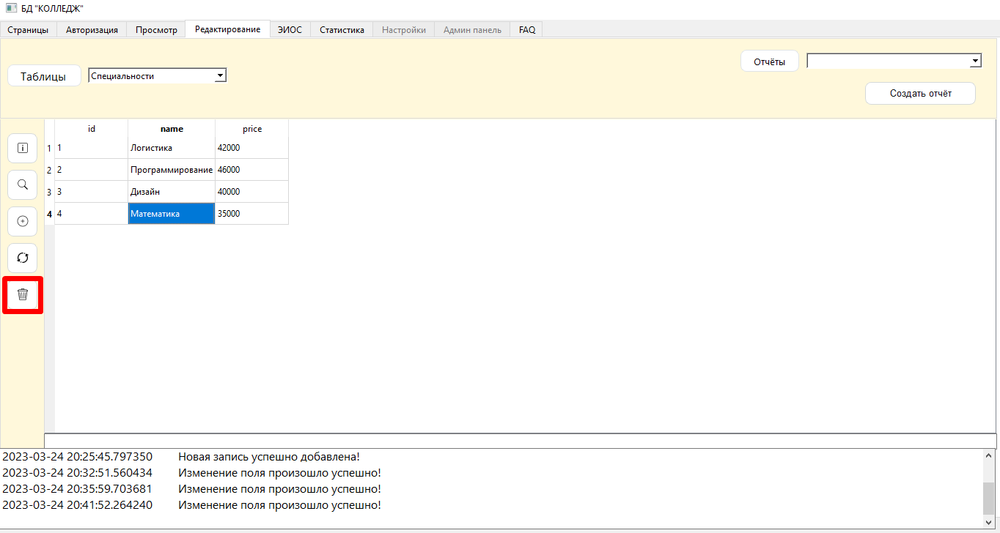 БД "КОЛЛЕДЖ"
Страницы Авторизация Просмотр Редактирование ЭИОС Статистика Настройки Админ панель FAQ
Отчёты
Таблицы Специальности
Создать отчёт
id name price
1 1 Логистика 42000
2 2 Программирование 46000
3 3 Дизайн 40000
4 4 Математика 35000
2023-03-24 20:25:45.797350 Новая запись успешно добавлена!
2023-03-24 20:32:51.560434 Изменение поля произошло успешно!
2023-03-24 20:35:59.703681 Изменение поля произошло успешно!
2023-03-24 20:41:52.264240 Изменение поля произошло успешно!